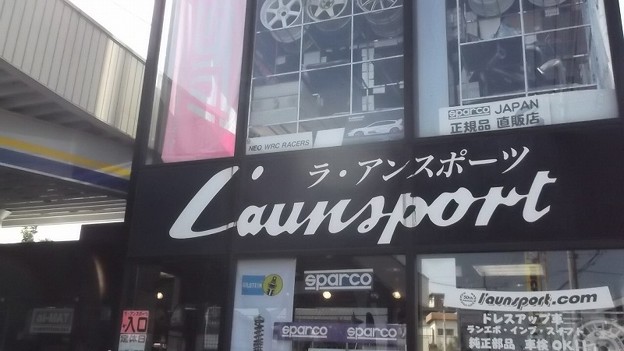 sparco JAPAN
正規品 直販店
NEO WRC RACERS
ラ・アンスポーツ
L'aunsport
BILSTEIN
sparco
sparco sparco
l'aunsport.com
ドレスアップ車
ランエボ・インプ・スイフト
純正部品 車検OK!!
入口